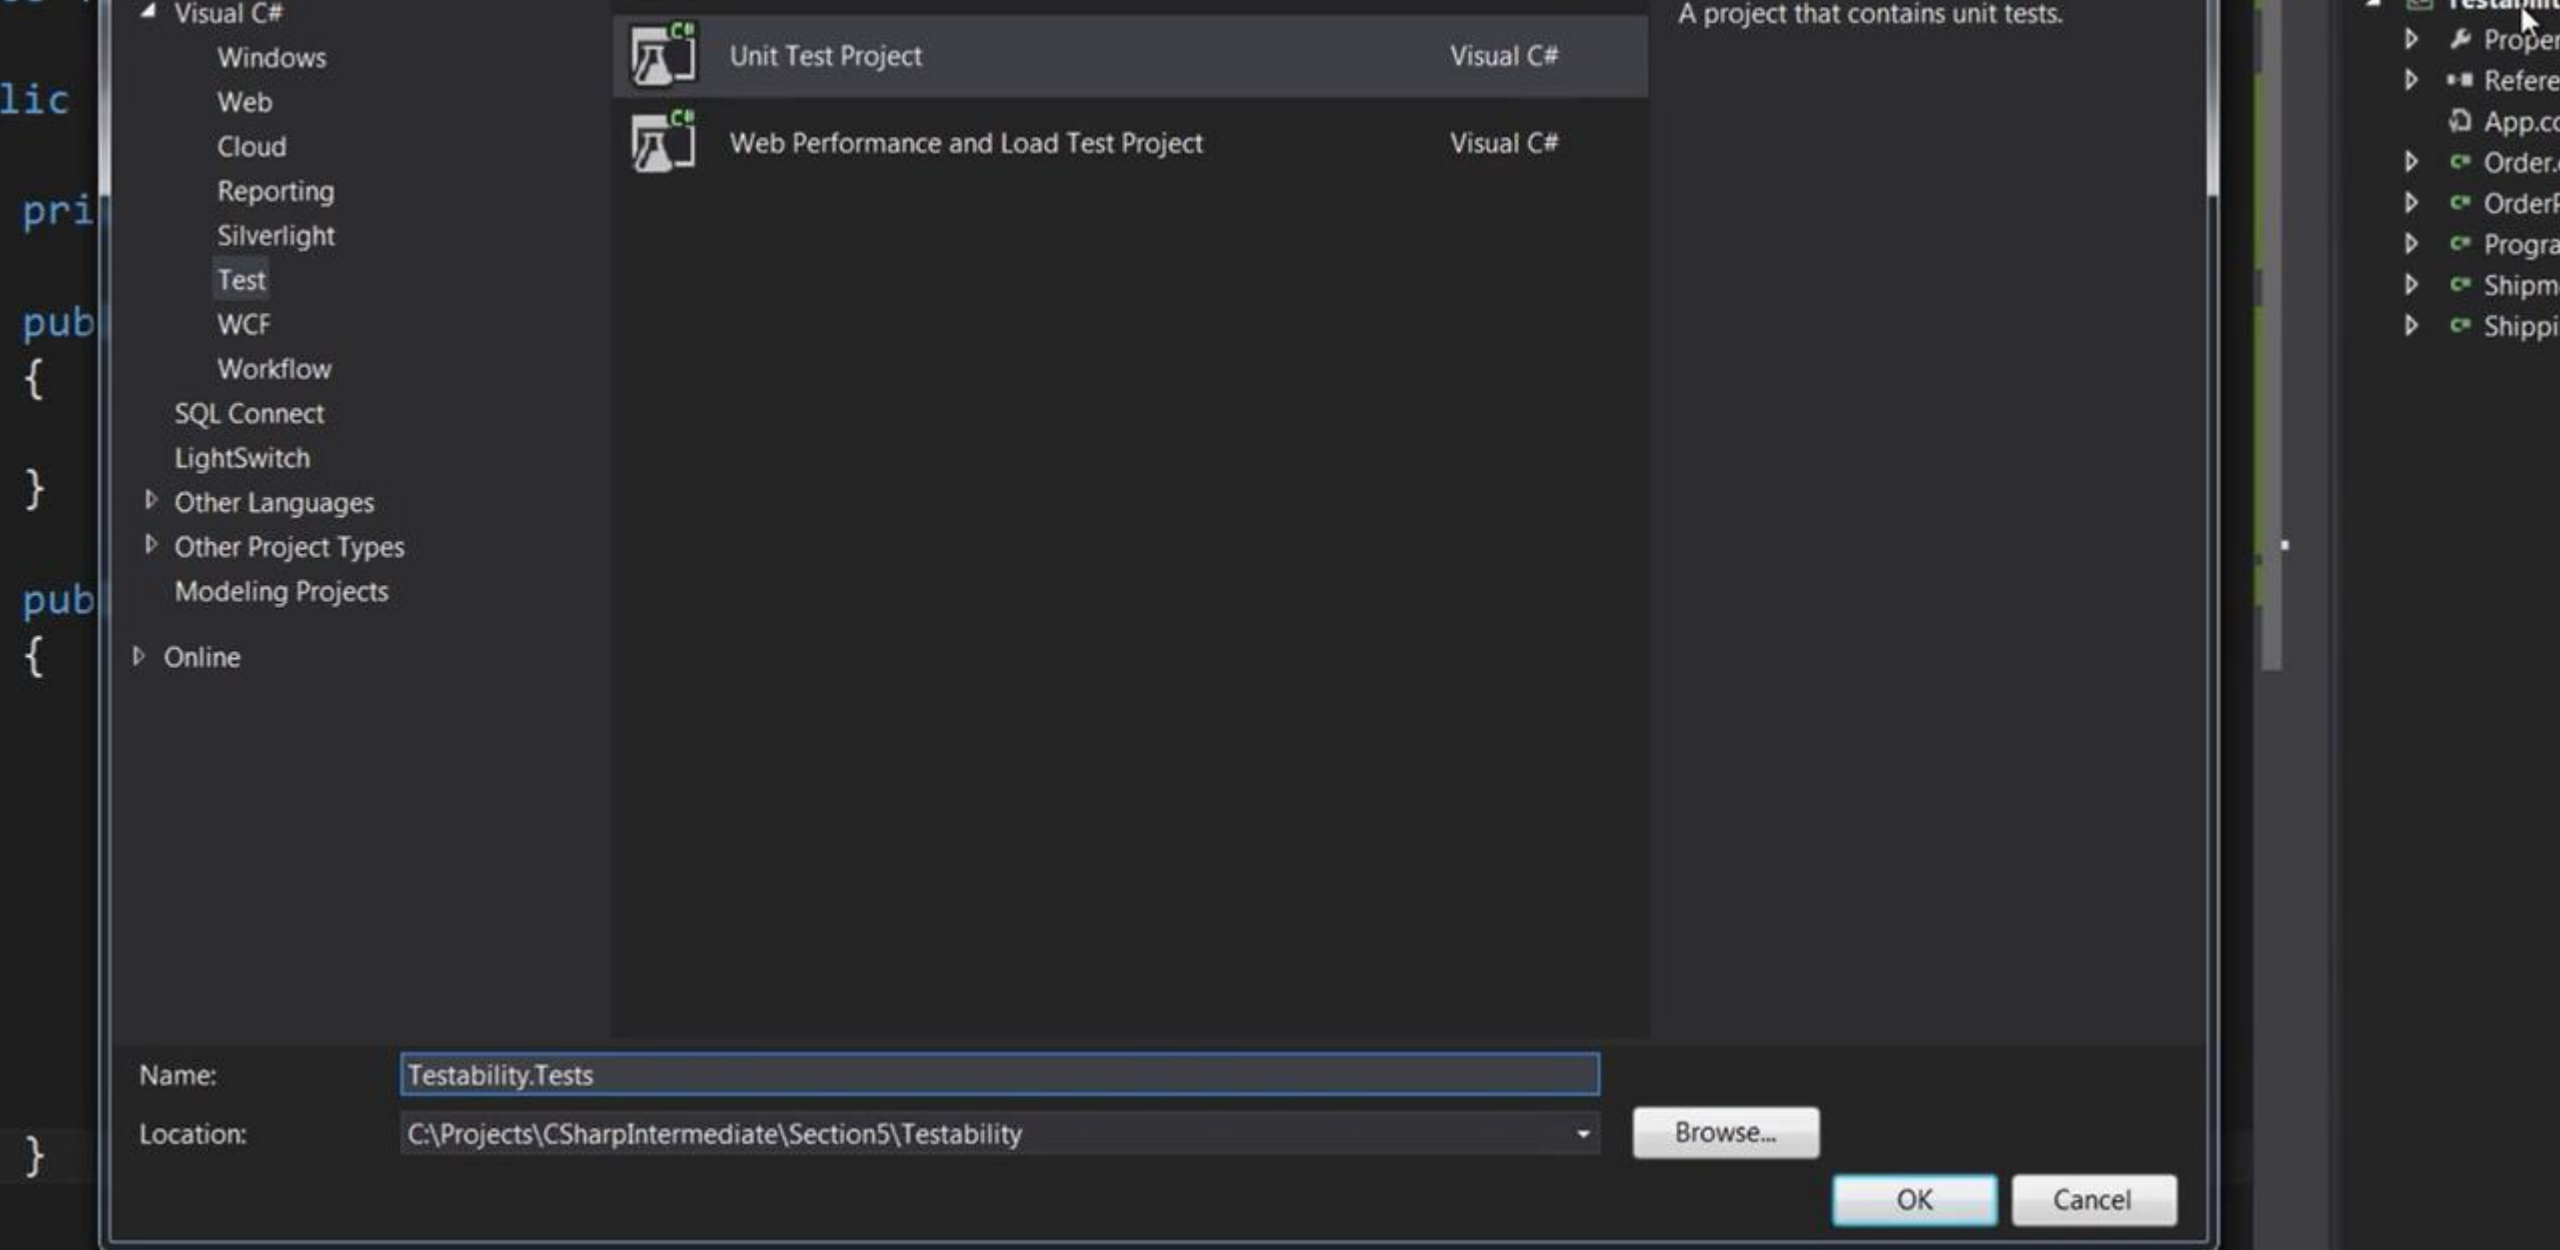 Visual C#
Windows
Web
Cloud
Reporting
Silverlight
Test
WCF
Workflow
SQL Connect
LightSwitch
Other Languages
Other Project Types
Modeling Projects
Online
C#
Unit Test Project Visual C#
C#
Web Performance and Load Test Project Visual C#
A project that contains unit tests.
Name: Testability.Tests
Location: C:\Projects\CSharpIntermediate\Section5\Testability
Browse...
OK Cancel
lic
pri
pub
{
}
pub
{
}
Proper
Refere
App.co
Order.
OrderP
Progra
Shipm
Shippi